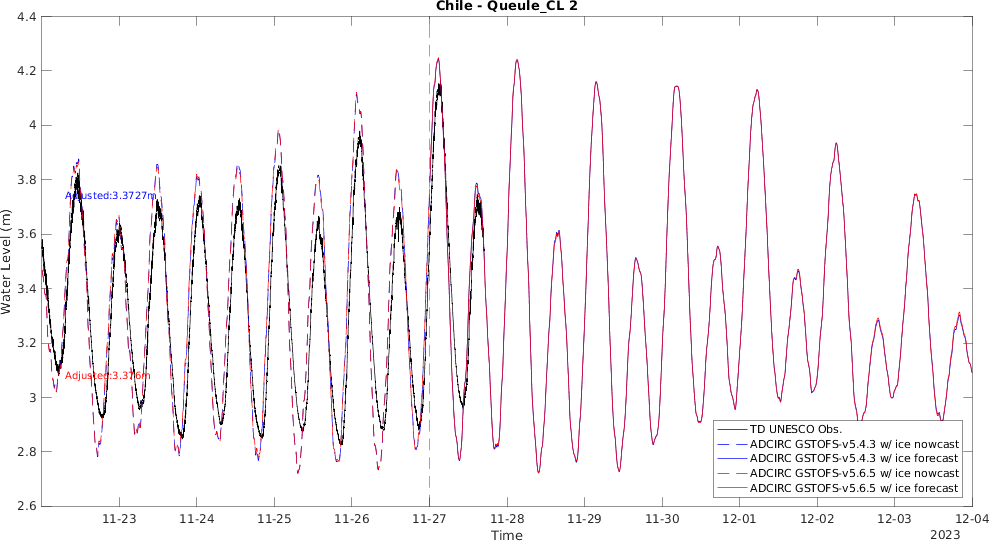 Chile - Queule_CL 2
4.4
4.2
4
3.8
3.6
3.4
3.2
3
2.8
2.6
Water Level (m)
Adjusted:3.3727m
Adjusted:3.376m
TD UNESCO Obs.
ADCIRC GSTOFS-v5.4.3 w/ ice nowcast
ADCIRC GSTOFS-v5.4.3 w/ ice forecast
ADCIRC GSTOFS-v5.6.5 w/ ice nowcast
ADCIRC GSTOFS-v5.6.5 w/ ice forecast
11-23 11-24 11-25 11-26 11-27 11-28 11-29 11-30 12-01 12-02 12-03 12-04
Time 2023